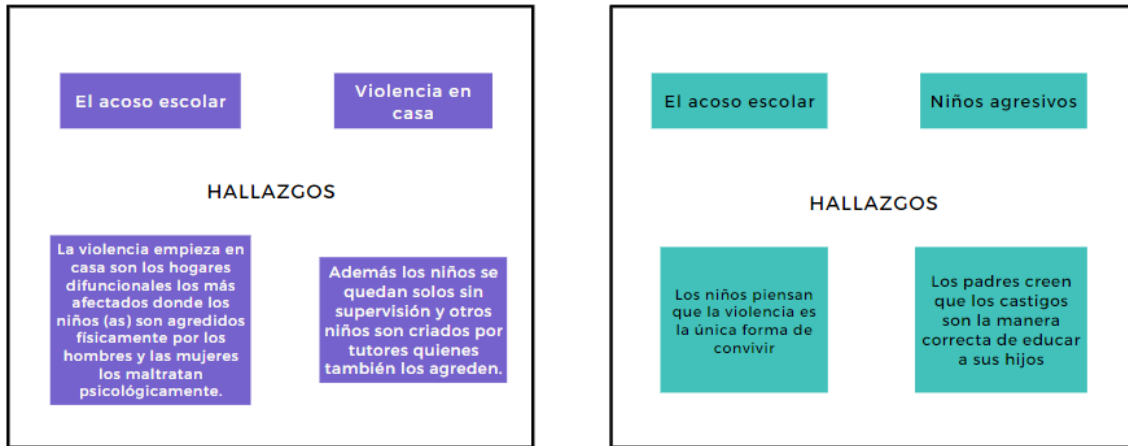 El acoso escolar
Violencia en
casa
HALLAZGOS
La violencia empieza en
casa son los hogares
difuncionales los más
afectados donde los
niños (as) son agredidos
físicamente por los
hombres y las mujeres
los maltratan
psicológicamente.
Además los niños se
quedan solos sin
supervisión y otros
niños son criados por
tutores quienes
también los agreden.
El acoso escolar
Niños agresivos
HALLAZGOS
Los niños piensan
que la violencia es
la única forma de
convivir
Los padres creen
que los castigos
son la manera
correcta de educar
a sus hijos